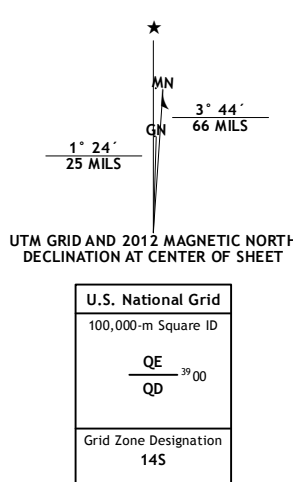 ★
MN
3° 44´
66 MILS
GN
1° 24´
25 MILS
UTM GRID AND 2012 MAGNETIC NORTH
DECLINATION AT CENTER OF SHEET
U.S. National Grid
100,000-m Square ID
QE
39 00
QD
Grid Zone Designation
14S